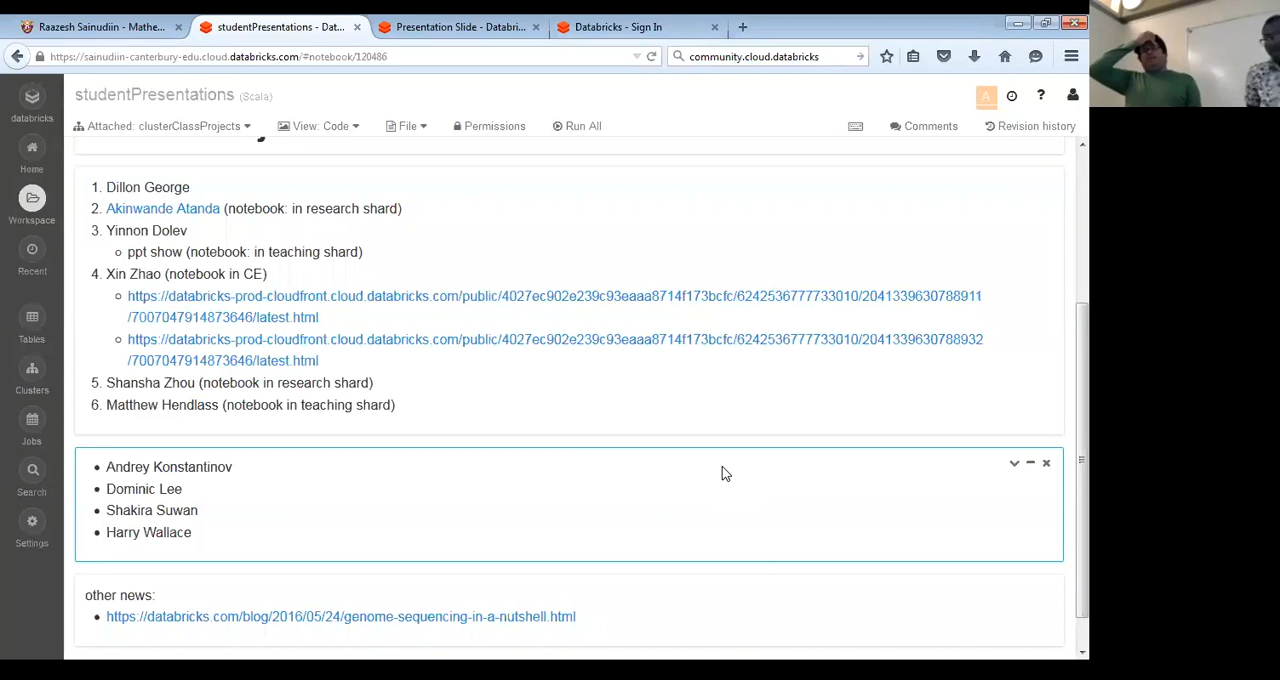 Raazesh Sainudiin - Mathe...
studentPresentations - Dat...
Presentation Slide - Databri...
Databricks - Sign In
https://sainudiin-canterbury-edu.cloud.databricks.com/#notebook/120486
community.cloud.databricks
databricks
Home
Workspace
Recent
Tables
Clusters
Jobs
Search
Settings
studentPresentations (Scala)
A
?
Attached: clusterClassProjects
View: Code
File
Permissions
Run All
Comments
Revision history
1. Dillon George
2. Akinwande Atanda (notebook: in research shard)
3. Yinnon Dolev
ppt show (notebook: in teaching shard)
4. Xin Zhao (notebook in CE)
https://databricks-prod-cloudfront.cloud.databricks.com/public/4027ec902e239c93eaaa8714f173bcfc/6242536777733010/2041339630788911
/7007047914873646/latest.html
https://databricks-prod-cloudfront.cloud.databricks.com/public/4027ec902e239c93eaaa8714f173bcfc/6242536777733010/2041339630788932
/7007047914873646/latest.html
5. Shansha Zhou (notebook in research shard)
6. Matthew Hendlass (notebook in teaching shard)
Andrey Konstantinov
Dominic Lee
Shakira Suwan
Harry Wallace
other news:
https://databricks.com/blog/2016/05/24/genome-sequencing-in-a-nutshell.html